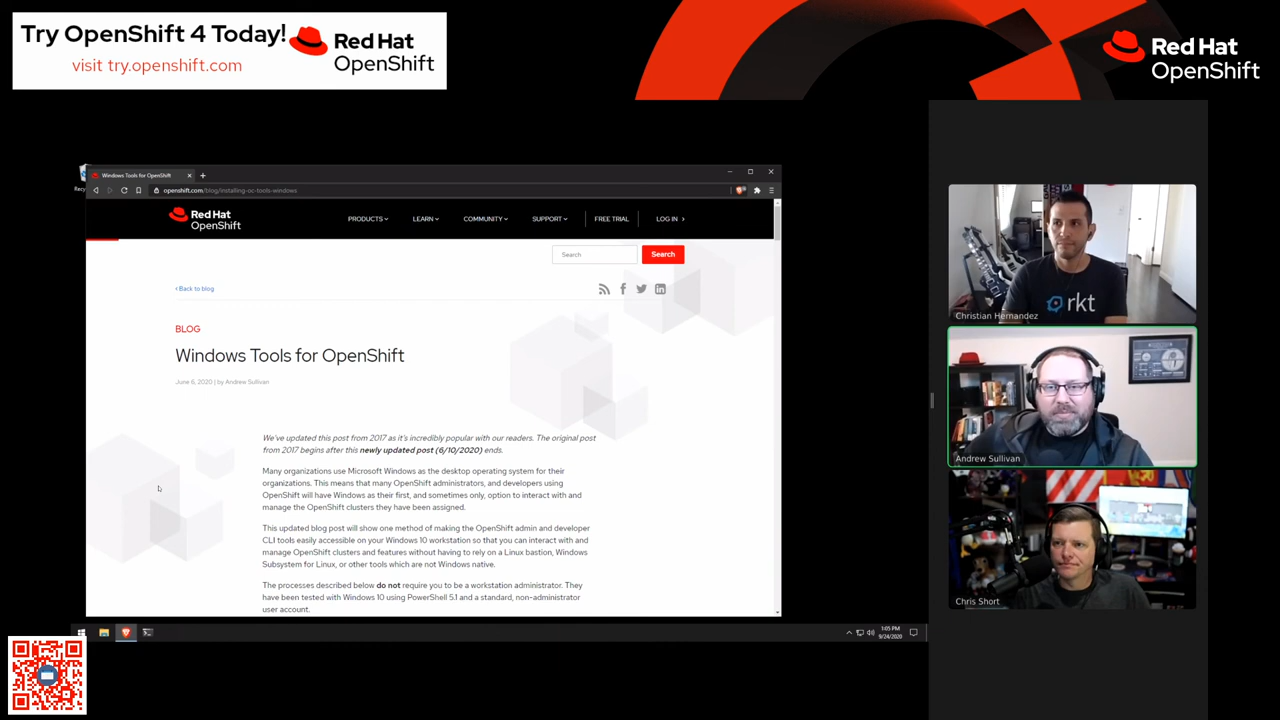 Try OpenShift 4 Today!
visit try.openshift.com
Red Hat
OpenShift
Red Hat
OpenShift
Windows Tools for OpenShift
openshift.com/blog/installing-oc-tools-windows
Red Hat
OpenShift
PRODUCTS
LEARN
COMMUNITY
SUPPORT
FREE TRIAL
LOG IN
Search
Search
Back to blog
BLOG
Windows Tools for OpenShift
June 6, 2020 | by Andrew Sullivan
We've updated this post from 2017 as it's incredibly popular with our readers. The original post
from 2017 begins after this newly updated post (6/10/2020) ends.
Many organizations use Microsoft Windows as the desktop operating system for their
organizations. This means that many OpenShift administrators, and developers using
OpenShift will have Windows as their first, and sometimes only, option to interact with and
manage the OpenShift clusters they have been assigned.
This updated blog post will show one method of making the OpenShift admin and developer
CLI tools easily accessible on your Windows 10 workstation so that you can interact with and
manage OpenShift clusters and features without having to rely on a Linux bastion, Windows
Subsystem for Linux, or other tools which are not Windows native.
The processes described below do not require you to be a workstation administrator. They
have been tested with Windows 10 using PowerShell 5.1 and a standard, non-administrator
user account.
1:05 PM
9/24/2020
rkt
Christian Hernandez
Andrew Sullivan
Chris Short